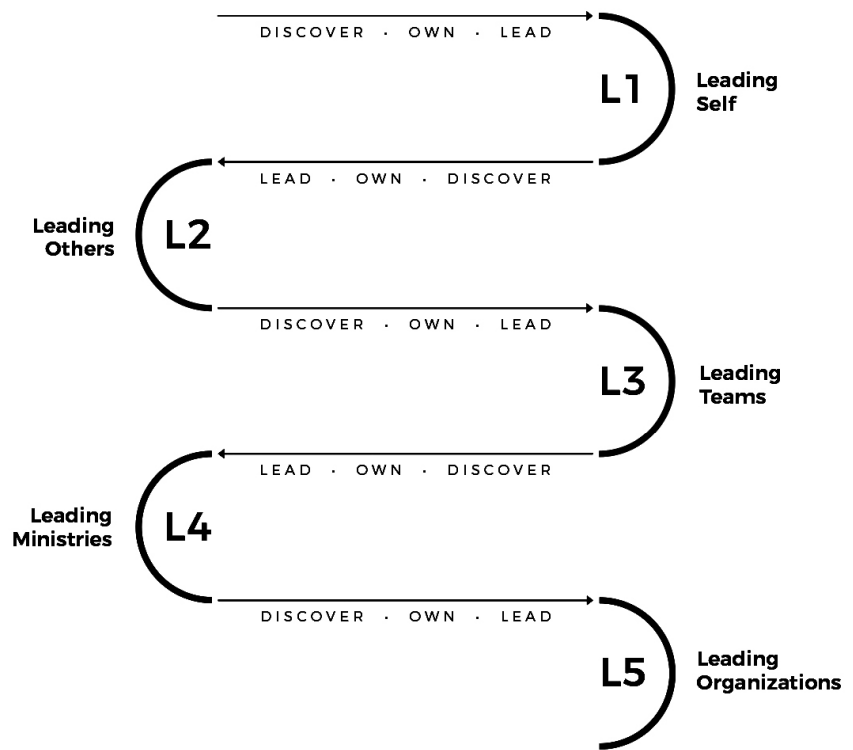 DISCOVER · OWN · LEAD
L1
Leading
Self
LEAD · OWN · DISCOVER
Leading
Others
L2
DISCOVER · OWN · LEAD
L3
Leading
Teams
LEAD · OWN · DISCOVER
Leading
Ministries
L4
DISCOVER · OWN · LEAD
L5
Leading
Organizations